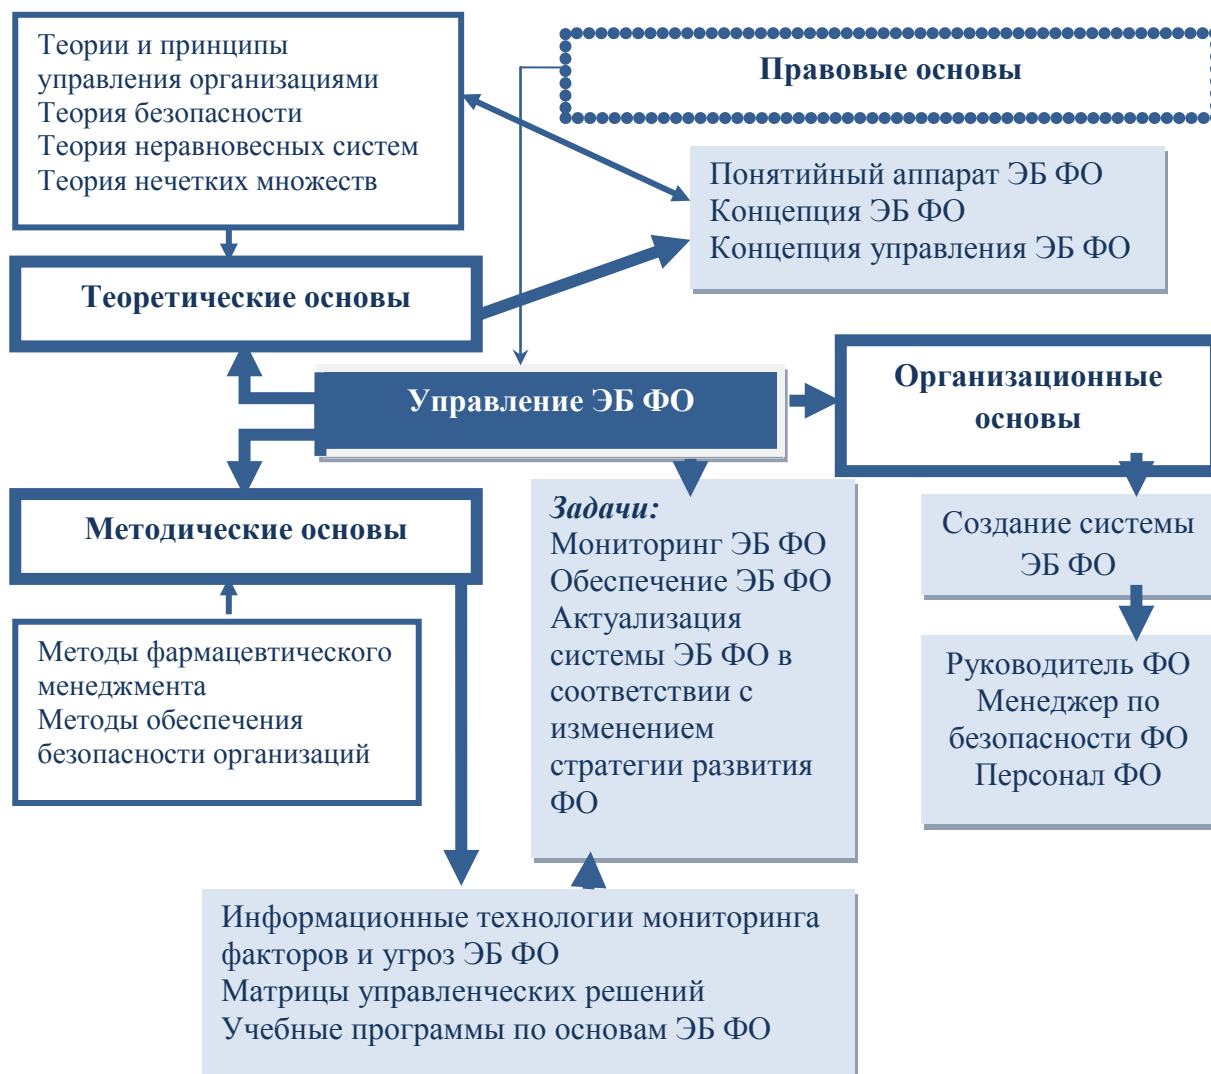 Теории и принципы
управления организациями
Теория безопасности
Теория неравновесных систем
Теория нечетких множеств
Правовые основы
Понятийный аппарат ЭБ ФО
Концепция ЭБ ФО
Концепция управления ЭБ ФО
Теоретические основы
Управление ЭБ ФО
Организационные
основы
Методические основы
Задачи:
Мониторинг ЭБ ФО
Обеспечение ЭБ ФО
Актуализация
системы ЭБ ФО в
соответствии с
изменением
стратегии развития
ФО
Создание системы
ЭБ ФО
Руководитель ФО
Менеджер по
безопасности ФО
Персонал ФО
Методы фармацевтического
менеджмента
Методы обеспечения
безопасности организаций
Информационные технологии мониторинга
факторов и угроз ЭБ ФО
Матрицы управленческих решений
Учебные программы по основам ЭБ ФО